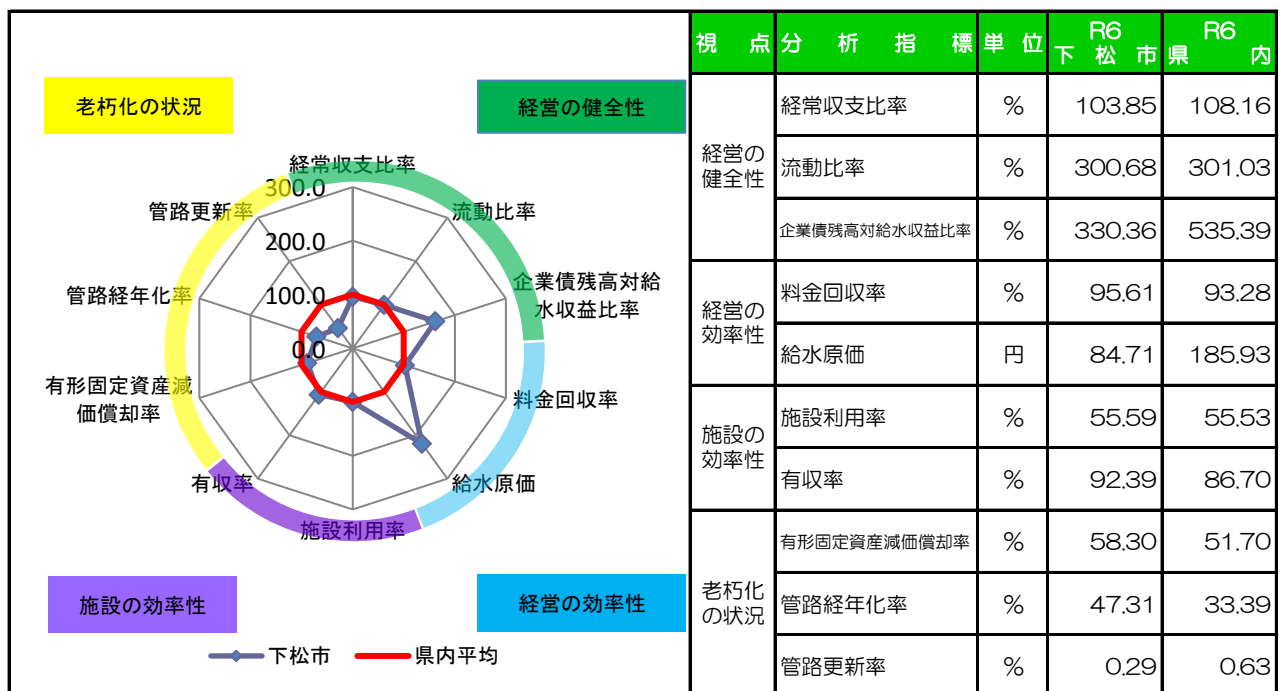 老朽化の状況
経営の健全性
経常収支比率
300.0
管路更新率
流動比率
200.0
管路経年化率
企業債残高対給
水収益比率
100.0
0.0
有形固定資産減
価償却率
料金回収率
有収率
給水原価
施設利用率
施設の効率性
経営の効率性
下松市 県内平均
視点 分析指標 単位 R6 下松市 R6 県内
経営の
健全性
経常収支比率 % 103.85 108.16
流動比率 % 300.68 301.03
企業債残高対給水収益比率 % 330.36 535.39
経営の
効率性
料金回収率 % 95.61 93.28
給水原価 円 84.71 185.93
施設の
効率性
施設利用率 % 55.59 55.53
有収率 % 92.39 86.70
老朽化
の状況
有形固定資産減価償却率 % 58.30 51.70
管路経年化率 % 47.31 33.39
管路更新率 % 0.29 0.63